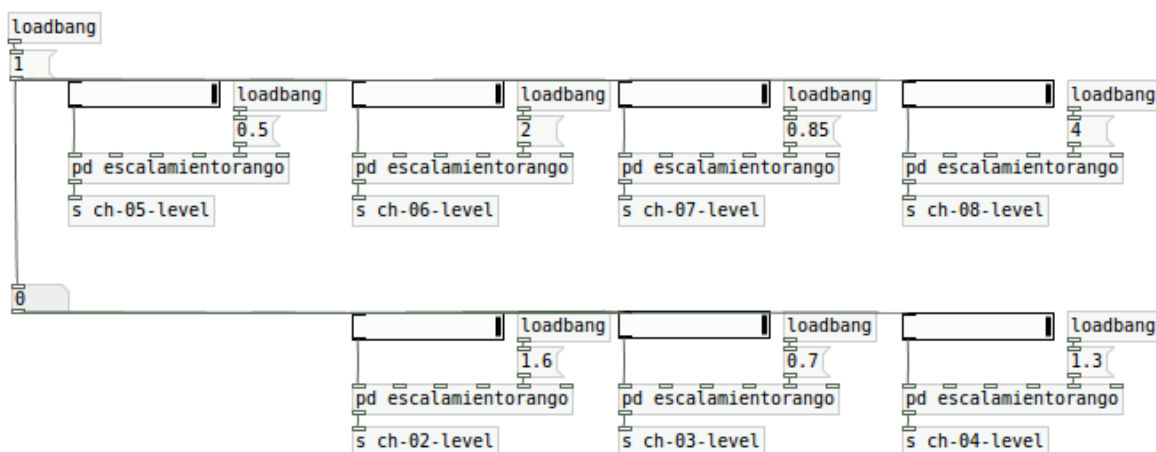 loadbang
1
loadbang loadbang loadbang loadbang
0.5 2 0.85 4
pd escalamientorango pd escalamientorango pd escalamientorango pd escalamientorango
s ch-05-level s ch-06-level s ch-07-level s ch-08-level
0
loadbang loadbang loadbang
1.6 0.7 1.3
pd escalamientorango pd escalamientorango pd escalamientorango
s ch-02-level s ch-03-level s ch-04-level